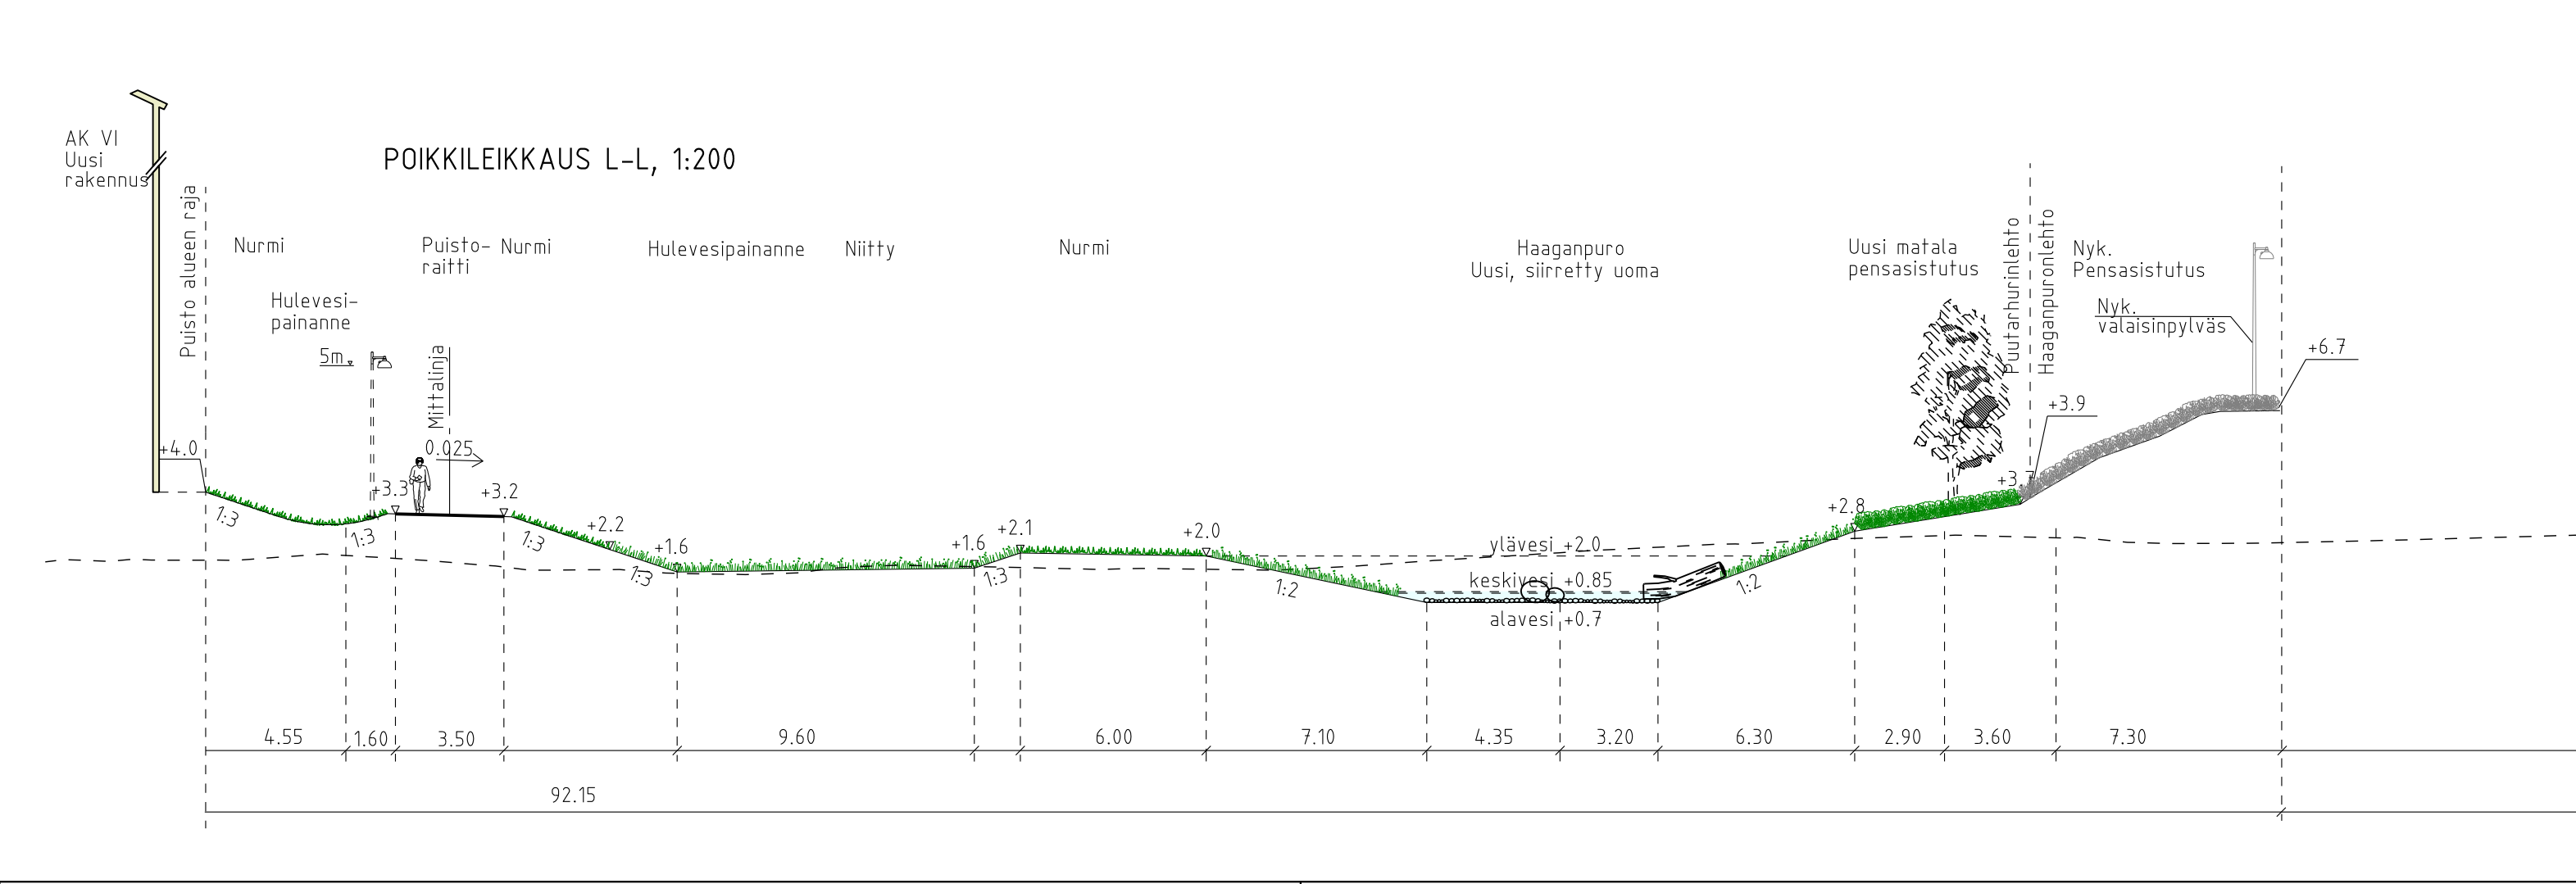 AK VI
Uusi
rakennus
POIKKILEIKKAUS L-L, 1:200
Puisto alueen raja
Nurmi
Puisto-
raitti
Nurmi
Hulevesipainanne
Niitty
Nurmi
Haaganpuro
Uusi, siirretty uoma
Uusi matala
pensasistutus
Puutarhurinlehto
Haaganpuronlehto
Nyk.
Pensasistutus
Nyk.
valaisinpylväs
Hulevesi-
painanne
5m
Mittalinja
0.025
+4.0
+3.3
+3.2
+2.2
+1.6
+1.6
+2.1
+2.0
ylävesi +2.0
keskivesi +0.85
alavesi +0.7
+2.8
+3.7
+3.9
+6.7
1:3
1:3
1:3
1:3
1:3
1:2
1:2
4.55
1.60
3.50
9.60
6.00
7.10
4.35
3.20
6.30
2.90
3.60
7.30
92.15